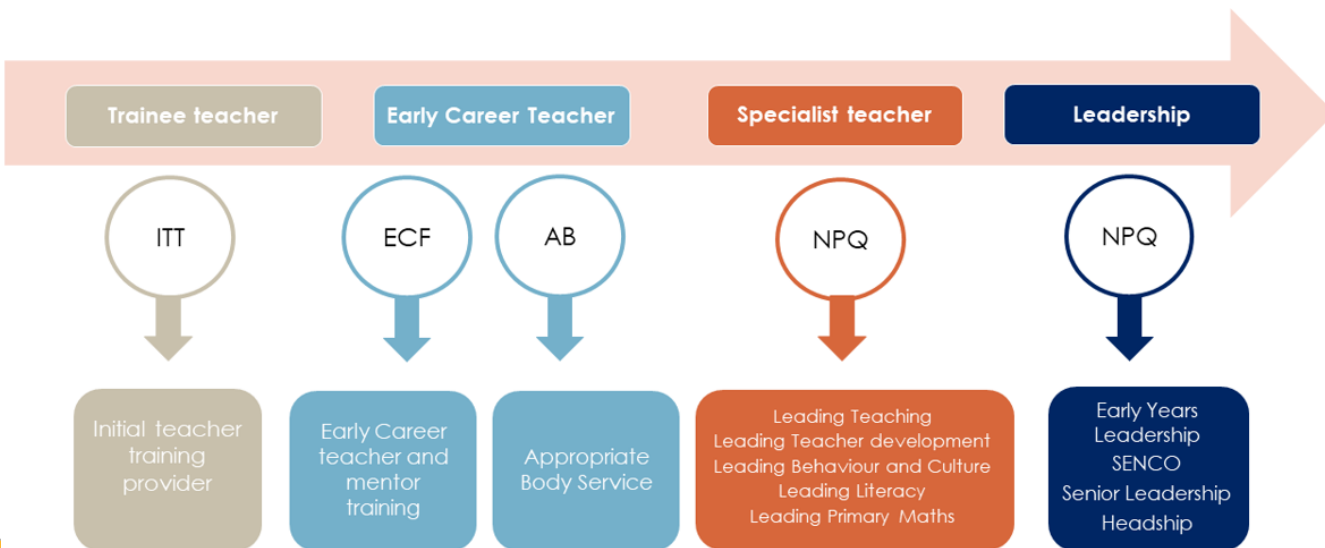 Trainee teacher
Early Career Teacher
Specialist teacher
Leadership
ITT
ECF
AB
NPQ
NPQ
Initial teacher
training
provider
Early Career
teacher and
mentor
training
Appropriate
Body Service
Leading Teaching
Leading Teacher development
Leading Behaviour and Culture
Leading Literacy
Leading Primary Maths
Early Years
Leadership
SENCO
Senior Leadership
Headship